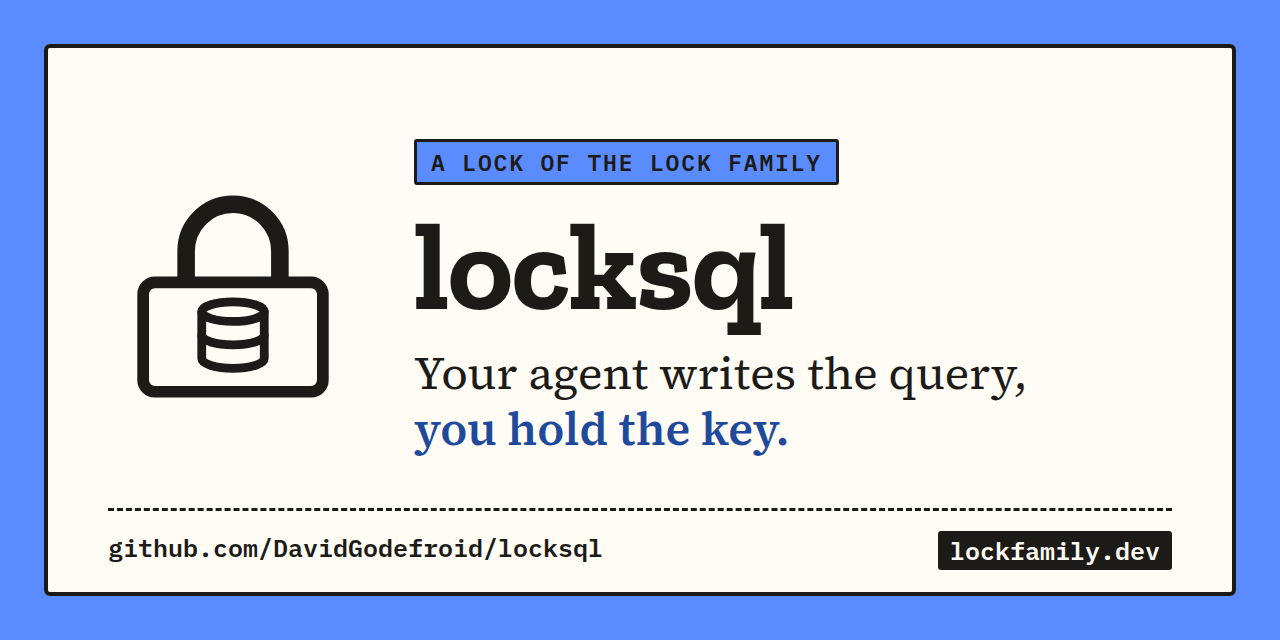 A LOCK OF THE LOCK FAMILY
locksql
Your agent writes the query,
you hold the key.
github.com/DavidGodefroid/locksql
lockfamily.dev